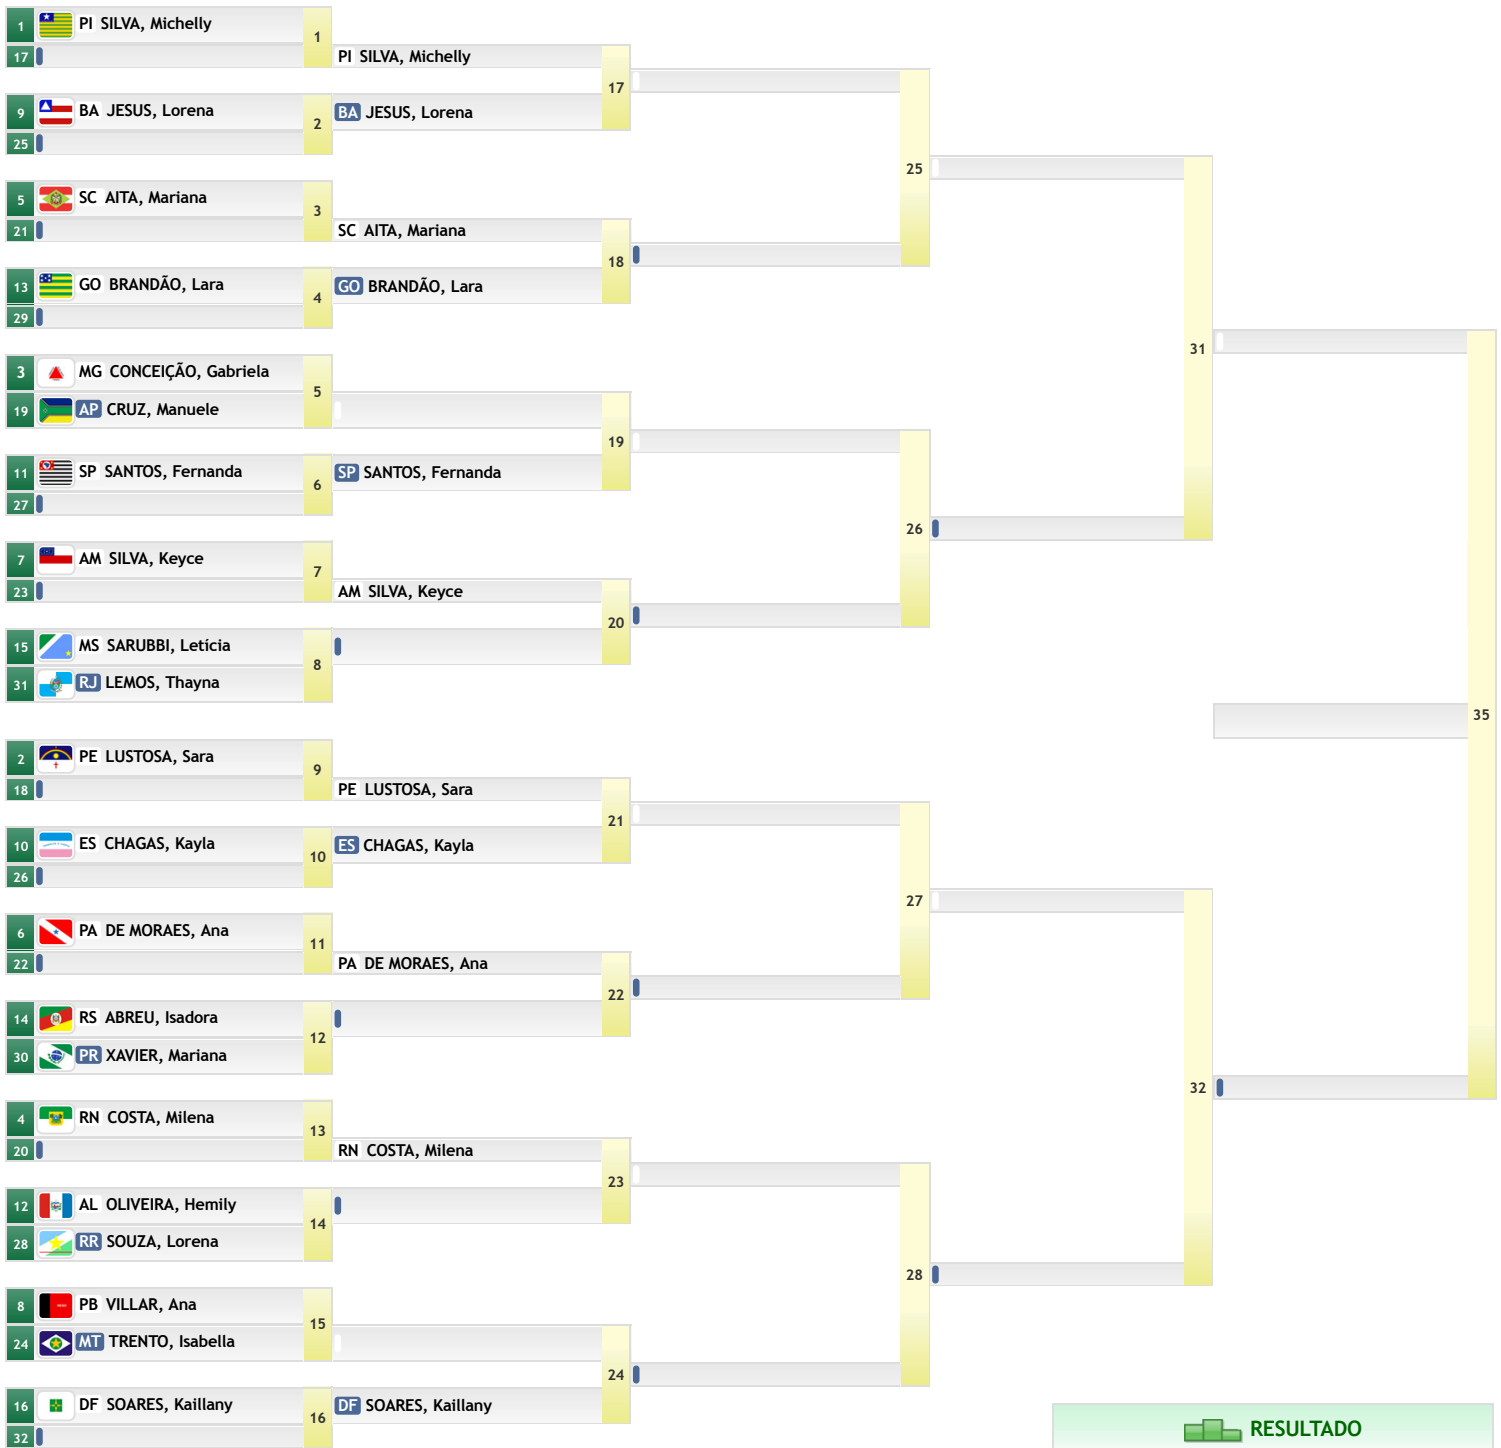 1 PI SILVA, Michelly
17
1
PI SILVA, Michelly
17
9 BA JESUS, Lorena
25
2
BA JESUS, Lorena
25
5 SC AITA, Mariana
21
3
SC AITA, Mariana
18
13 GO BRANDÃO, Lara
29
4
GO BRANDÃO, Lara
31
3 MG CONCEIÇÃO, Gabriela
19 AP CRUZ, Manuele
5
19
11 SP SANTOS, Fernanda
27
6
SP SANTOS, Fernanda
26
7 AM SILVA, Keyce
23
7
AM SILVA, Keyce
20
15 MS SARUBBI, Letícia
31 RJ LEMOS, Thayna
8
35
2 PE LUSTOSA, Sara
18
9
PE LUSTOSA, Sara
21
10 ES CHAGAS, Kayla
26
10
ES CHAGAS, Kayla
27
6 PA DE MORAES, Ana
22
11
PA DE MORAES, Ana
22
14 RS ABREU, Isadora
30 PR XAVIER, Mariana
12
32
4 RN COSTA, Milena
20
13
RN COSTA, Milena
23
12 AL OLIVEIRA, Hemily
28 RR SOUZA, Lorena
14
28
8 PB VILLAR, Ana
24 MT TRENTO, Isabella
15
24
16 DF SOARES, Kaillany
32
16
DF SOARES, Kaillany
RESULTADO